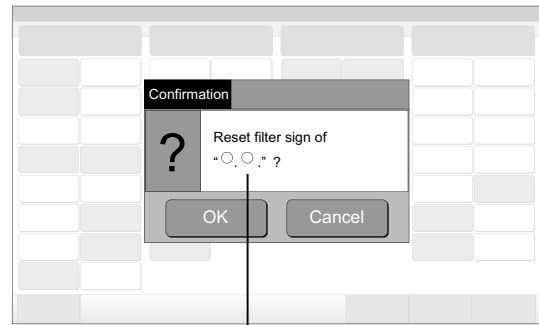 Confirmation
?
Reset filter sign of
“○.○.” ?
OK
Cancel